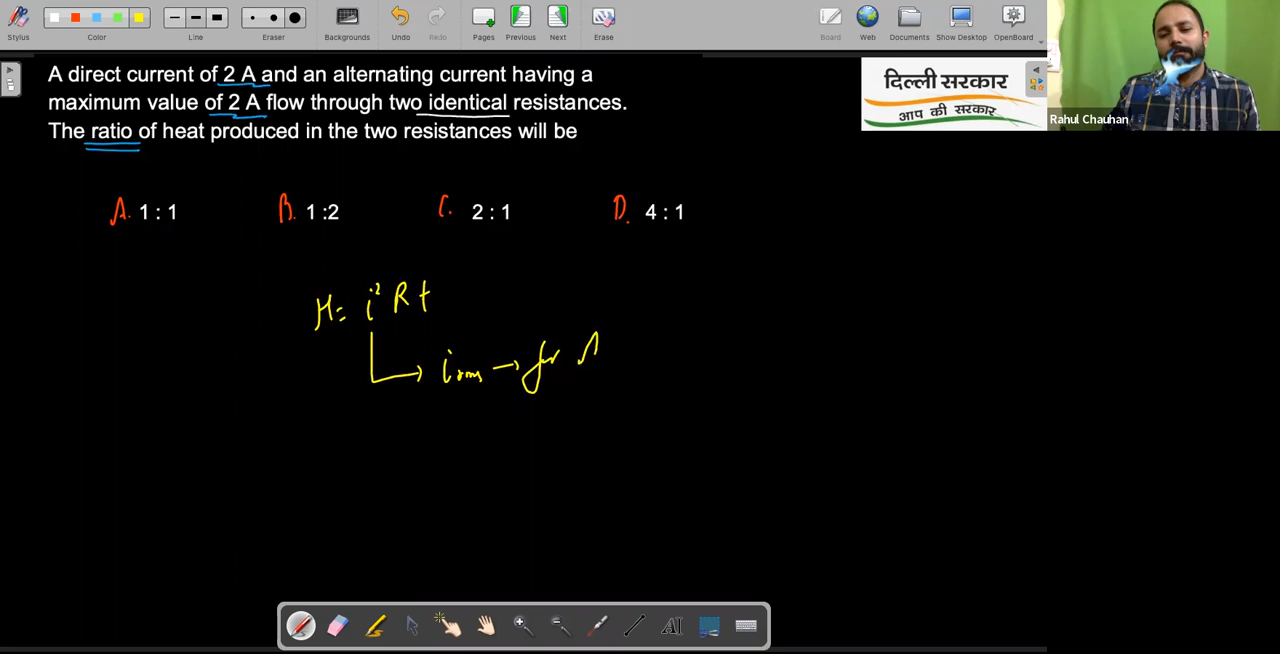 Stylus
Color
Line
Eraser
Backgrounds
Undo
Redo
Pages
Previous
Next
Erase
Board
Web
Documents
Show Desktop
OpenBoard
A direct current of 2 A and an alternating current having a
maximum value of 2 A flow through two identical resistances.
The ratio of heat produced in the two resistances will be
दिल्ली सरकार
आप की सरकार
Rahul Chauhan
A. 1 : 1
B. 1 :2
C. 2 : 1
D. 4 : 1
H= i² R t
i rms → for A
AI